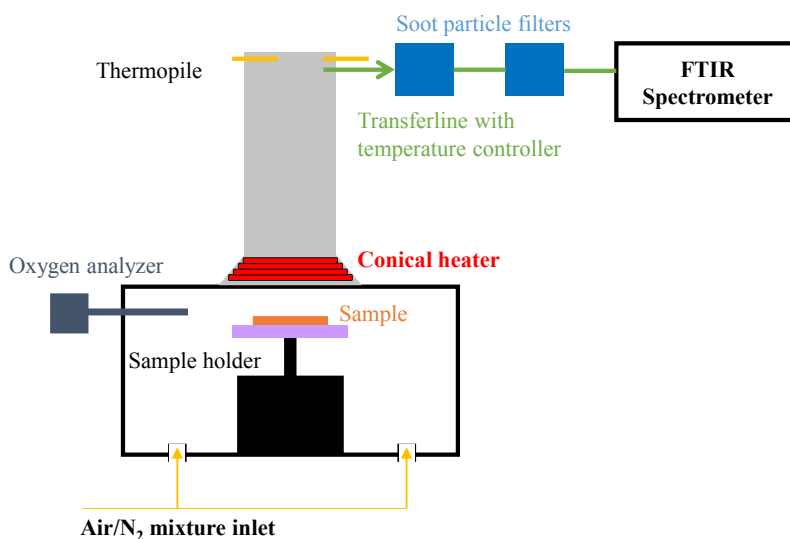 Soot particle filters
Thermopile
FTIR
Spectrometer
Transferline with
temperature controller
Conical heater
Oxygen analyzer
Sample
Sample holder
Air/N₂ mixture inlet